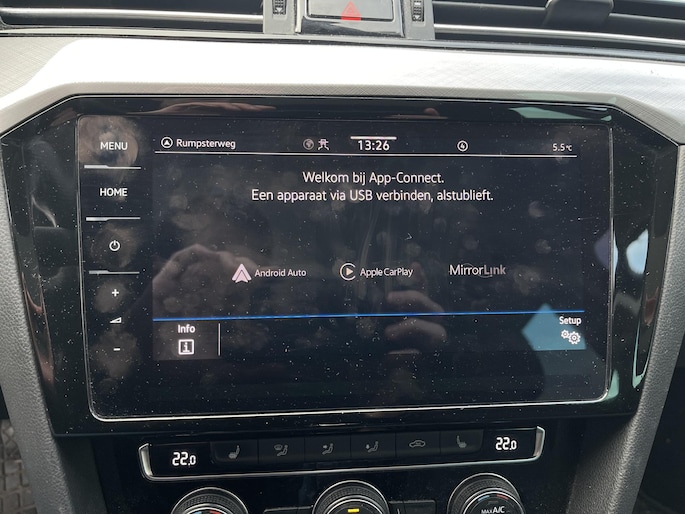 MENU
HOME
Rumpsterweg
13:26
5.5°C
Welkom bij App-Connect.
Een apparaat via USB verbinden, alstublieft.
Android Auto
Apple CarPlay
MirrorLink
Info
Setup
22.0
22.0
MAX A/C